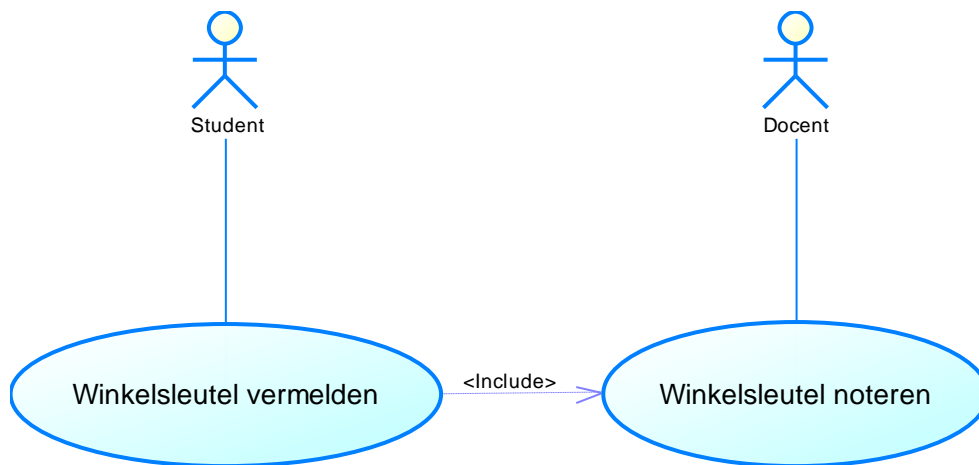 Student
Docent
Winkelsleutel vermelden
<Include>
Winkelsleutel noteren